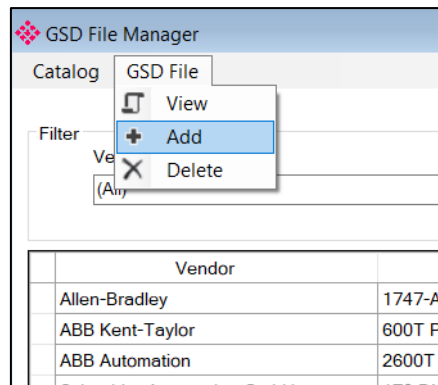 GSD File Manager
Catalog GSD File
View
Filter
Add
Ve
Delete
(All)
Vendor
Allen-Bradley 1747-A
ABB Kent-Taylor 600T P
ABB Automation 2600T